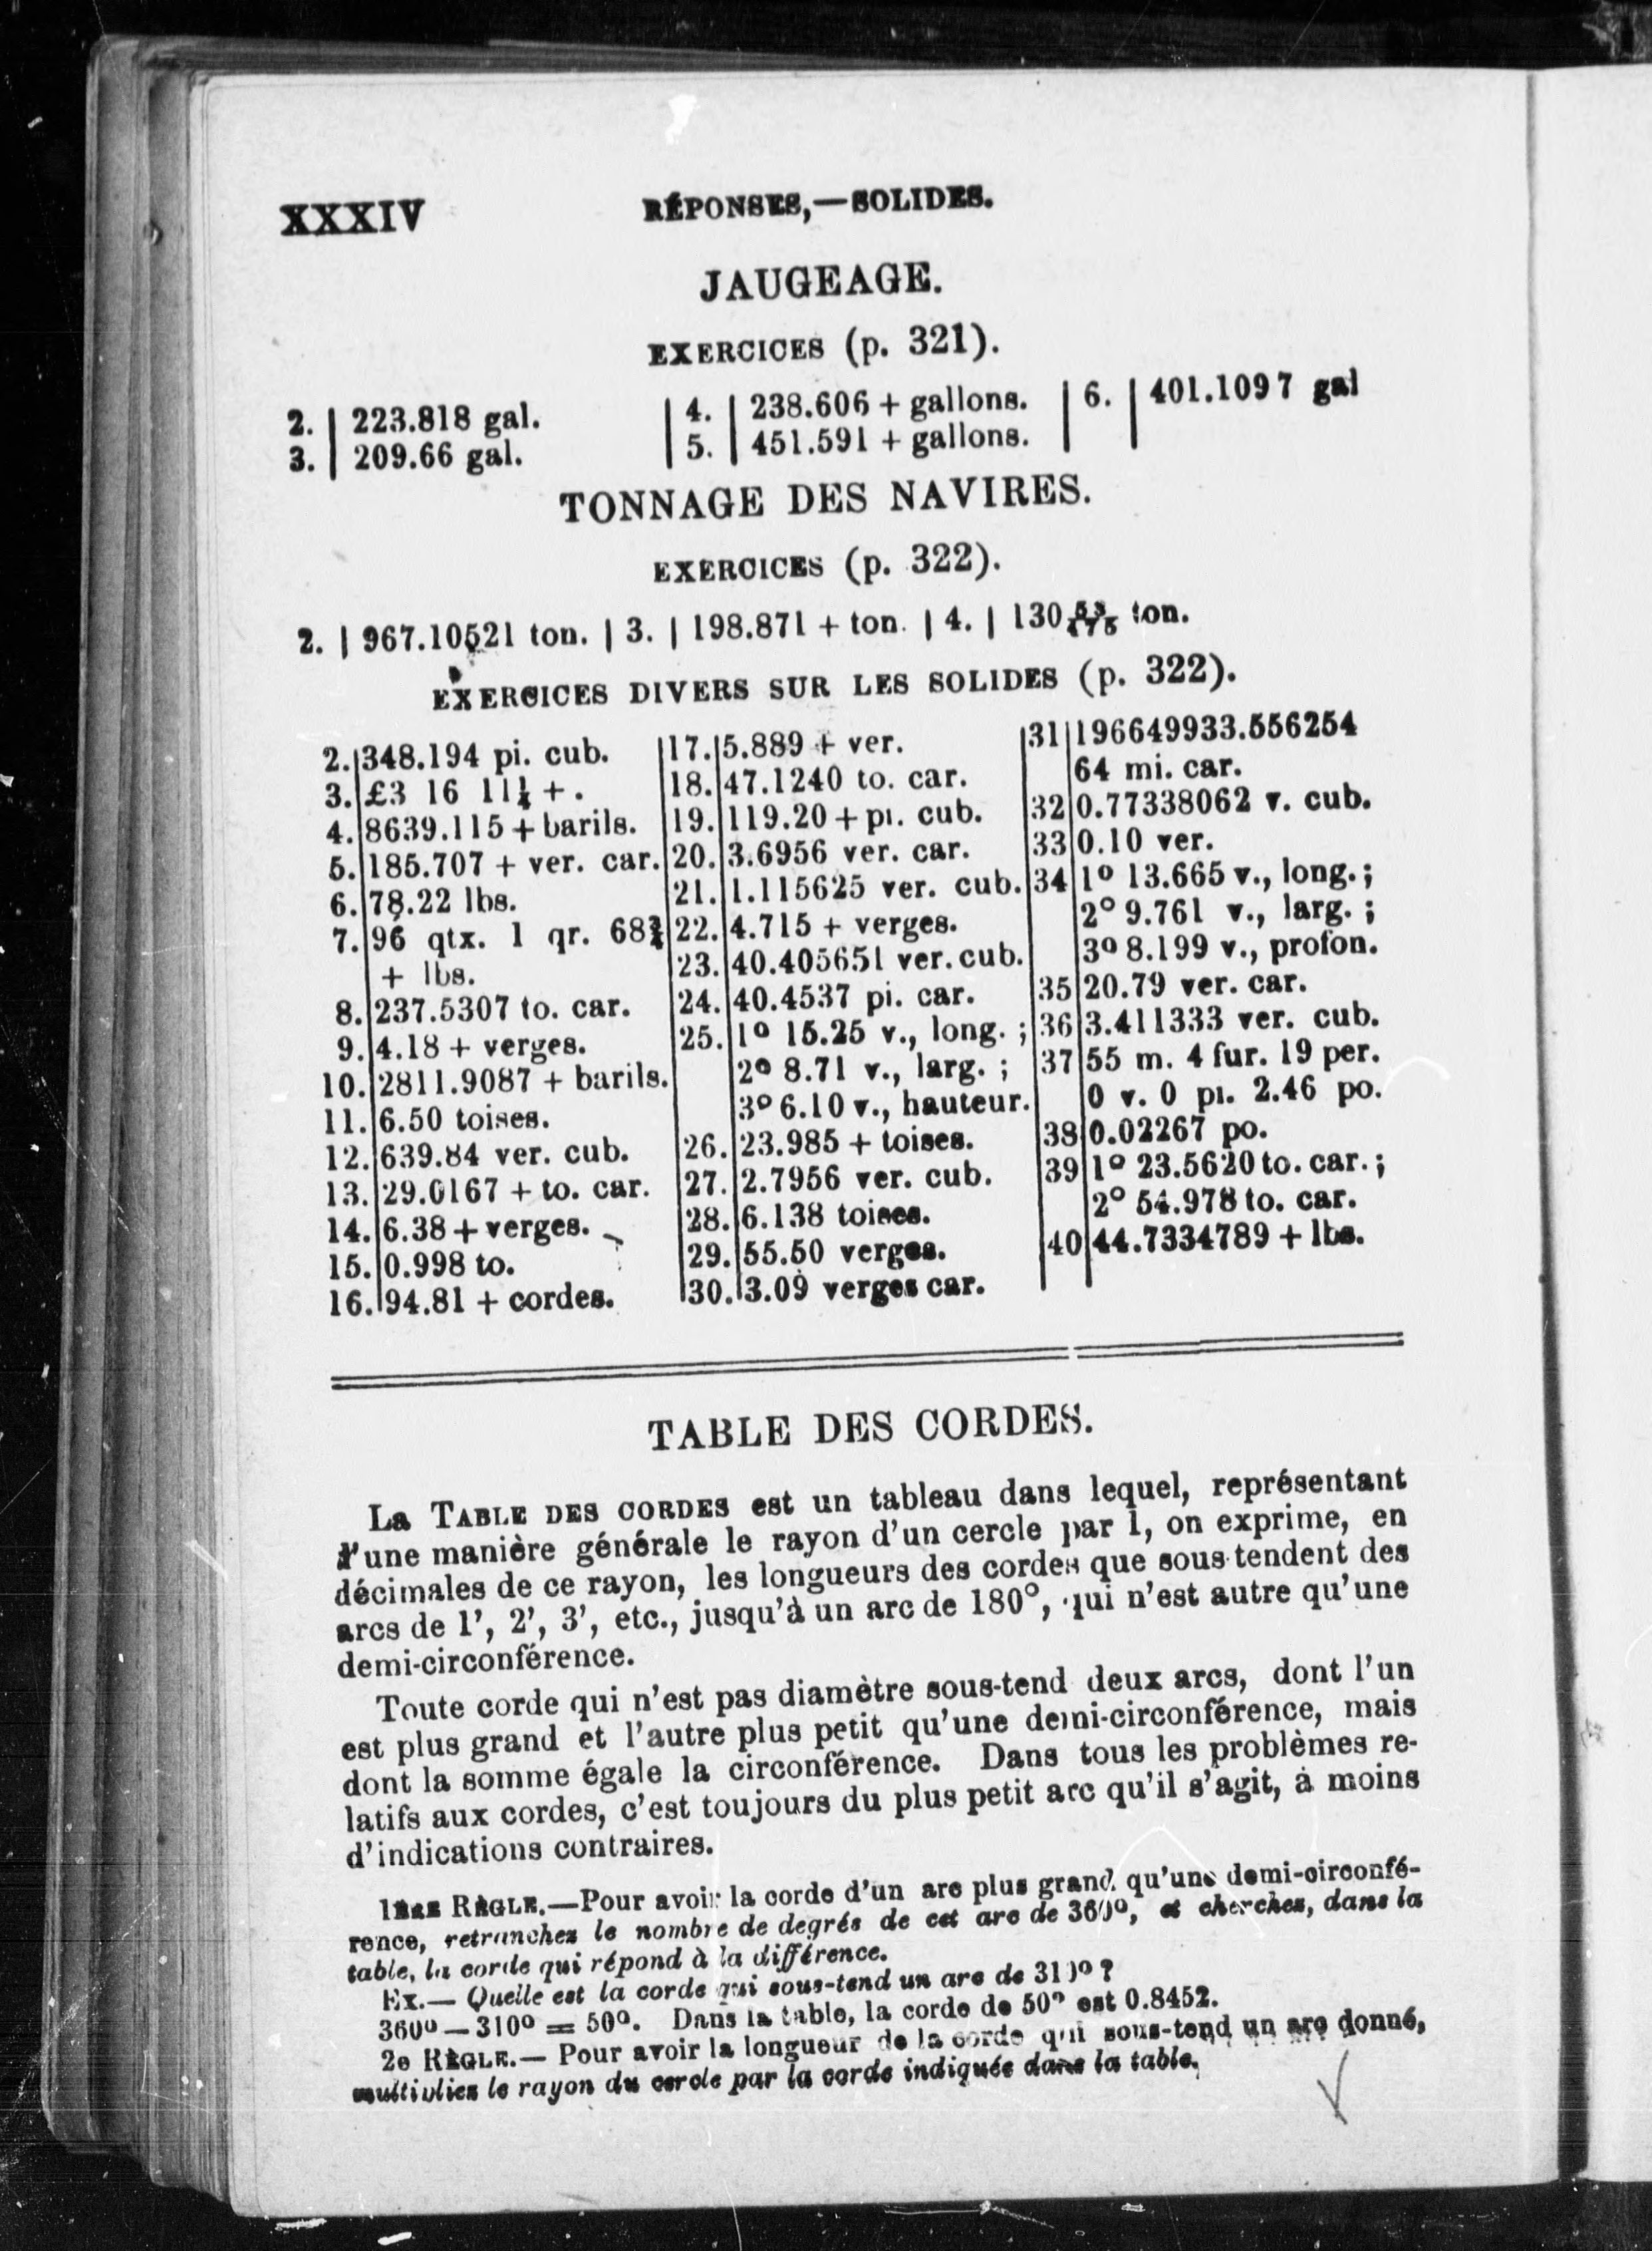 XXXIV RÉPONSES,—SOLIDES.
JAUGEAGE.
EXERCICES (p. 321).
2. | 223.818 gal. | 4. | 238.606 + gallons. | 6. | 401.1097 gal
3. | 209.66 gal. | 5. | 451.591 + gallons.
TONNAGE DES NAVIRES.
EXERCICES (p. 322).
2. | 967.10521 ton. | 3. | 198.871 + ton. | 4. | 130 ton.
EXERCICES DIVERS SUR LES SOLIDES (p. 322).
2. 348.194 pi. cub.
3. £3 16 11¼ + .
4. 8639.115 + barils.
5. 185.707 + ver. car.
6. 78.22 lbs.
7. 96 qtx. 1 qr. 68¾
+ lbs.
8. 237.5307 to. car.
9. 4.18 + verges.
10. 2811.9087 + barils.
11. 6.50 toises.
12. 639.84 ver. cub.
13. 29.0167 + to. car.
14. 6.38 + verges.
15. 0.998 to.
16. 94.81 + cordes.
17. 5.889 + ver.
18. 47.1240 to. car.
19. 119.20 + pi. cub.
20. 3.6956 ver. car.
21. 1.115625 ver. cub.
22. 4.715 + verges.
23. 40.405651 ver. cub.
24. 40.4537 pi. car.
25. 1º 15.25 v., long. ;
2º 8.71 v., larg. ;
3º 6.10 v., hauteur.
26. 23.985 + toises.
27. 2.7956 ver. cub.
28. 6.138 toises.
29. 55.50 verges.
30. 3.09 verges car.
31 196649933.556254
64 mi. car.
32 0.77338062 v. cub.
33 0.10 ver.
34 1º 13.665 v., long. ;
2º 9.761 v., larg. ;
3º 8.199 v., profon.
35 20.79 ver. car.
36 3.411333 ver. cub.
37 55 m. 4 fur. 19 per.
0 v. 0 pi. 2.46 po.
38 0.02267 po.
39 1º 23.5620 to. car. ;
2º 54.978 to. car.
40 44.7334789 + lbs.
TABLE DES CORDES.
La TABLE DES CORDES est un tableau dans lequel, représentant
d'une manière générale le rayon d'un cercle par 1, on exprime, en
décimales de ce rayon, les longueurs des cordes que sous-tendent des
arcs de 1', 2', 3', etc., jusqu'à un arc de 180°, qui n'est autre qu'une
demi-circonférence.
Toute corde qui n'est pas diamètre sous-tend deux arcs, dont l'un
est plus grand et l'autre plus petit qu'une demi-circonférence, mais
dont la somme égale la circonférence. Dans tous les problèmes re-
latifs aux cordes, c'est toujours du plus petit arc qu'il s'agit, à moins
d'indications contraires.
1ÈRE RÈGLE.—Pour avoir la corde d'un arc plus grand qu'une demi-circonfé-
rence, retranchez le nombre de degrés de cet arc de 360º, et cherchez, dans la
table, la corde qui répond à la différence.
Ex.— Quelle est la corde qui sous-tend un arc de 310º ?
360º — 310º = 50º. Dans la table, la corde de 50º est 0.8452.
2e RÈGLE.— Pour avoir la longueur de la corde qui sous-tend un arc donné,
multipliez le rayon du cercle par la corde indiquée dans la table.